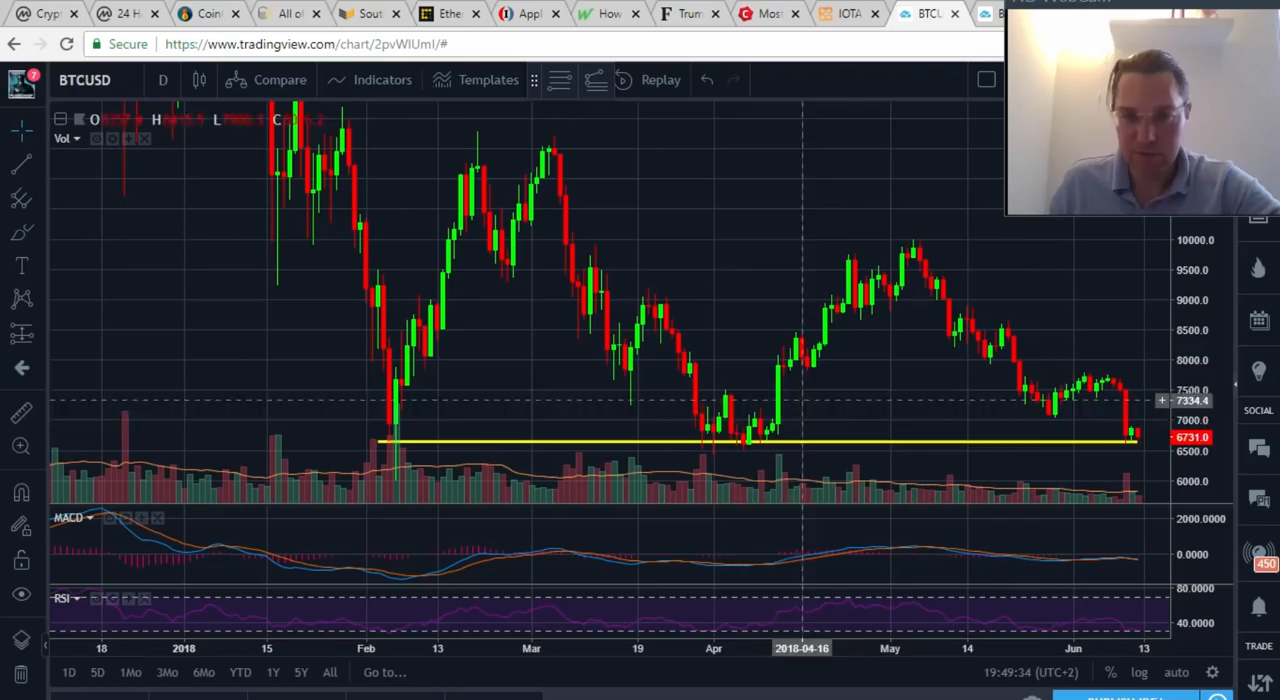 Crypt 24 Ha Coinl All of Sout Ethe Appl How Trum Most IOTA BTCU
Secure https://www.tradingview.com/chart/2pvWIUmI/#
7 BTCUSD D Compare Indicators Templates Replay
O H L C
Vol
10000.0
9500.0
9000.0
8500.0
8000.0
7500.0
7334.4
7000.0
6731.0
6500.0
6000.0
SOCIAL
MACD
2000.0000
0.0000
450
RSI
80.0000
40.0000
18 2018 15 Feb 13 Mar 19 Apr 2018-04-16 May 14 Jun 13
TRADE
1D 5D 1Mo 3Mo 6Mo YTD 1Y 5Y All Go to... 19:49:34 (UTC+2) % log auto